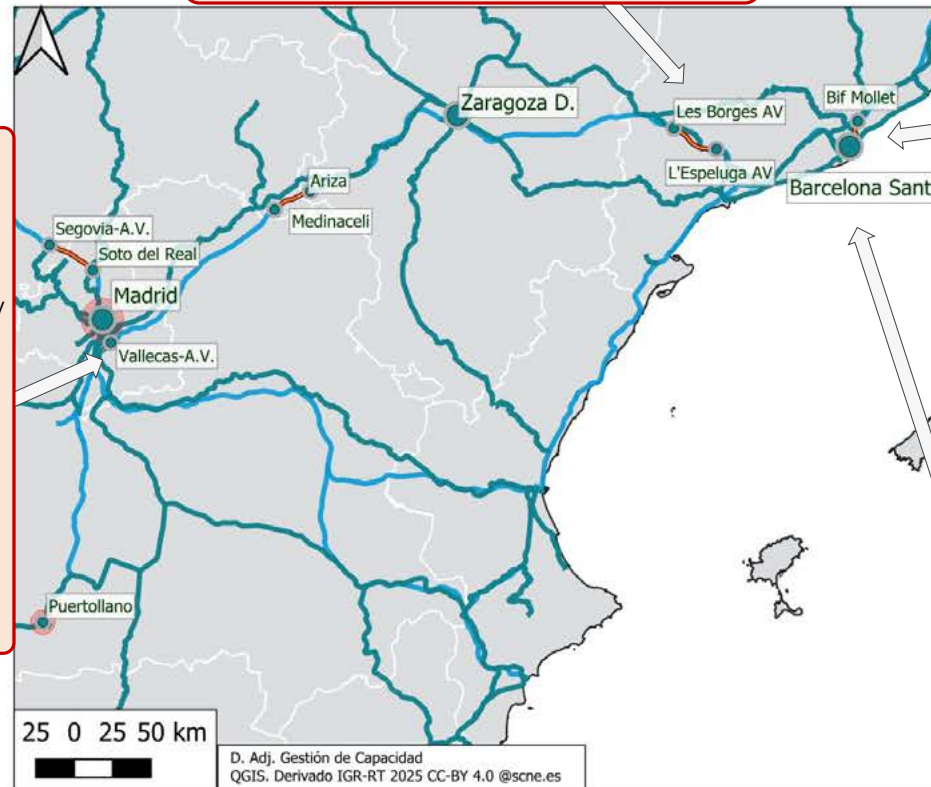 Zaragoza D.
Les Borges AV
Bif Mollet
L'Espeluga AV
Barcelona Sant
Ariza
Medinaceli
Segovia-A.V.
Soto del Real
Madrid
Vallecas-A.V.
Puertollano
25 0 25 50 km
D. Adj. Gestión de Capacidad
QGIS. Derivado IGR-RT 2025 CC-BY 4.0 @scne.es